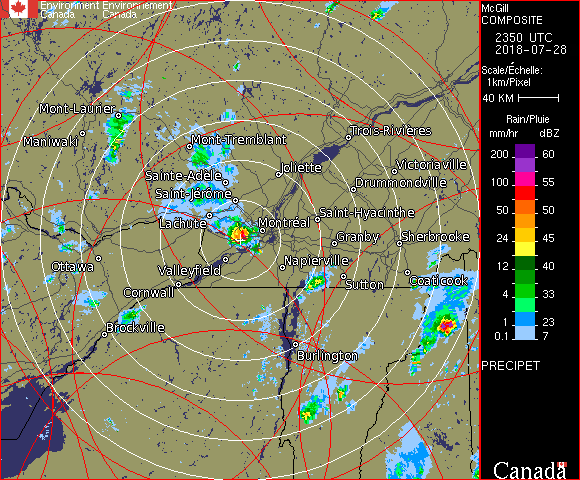 Environment Environnement
Canada Canada
McGill
COMPOSITE
2350 UTC
2018-07-28
Scale/Échelle:
1km/Pixel
40 KM
Rain/Pluie
mm/hr dBZ
200 60
100 55
50 50
24 45
12 40
4 33
1 23
0.1 7
PRECIPET
Canada
Mont-Laurier
Maniwaki
Mont-Tremblant
Trois-Rivières
Joliette
Victoriaville
Sainte-Adèle
Drummondville
Saint-Jérôme
Saint-Hyacinthe
Lachute
Montréal
Granby
Sherbrooke
Ottawa
Valleyfield
Napierville
Cornwall
Sutton
Coaticook
Brockville
Burlington